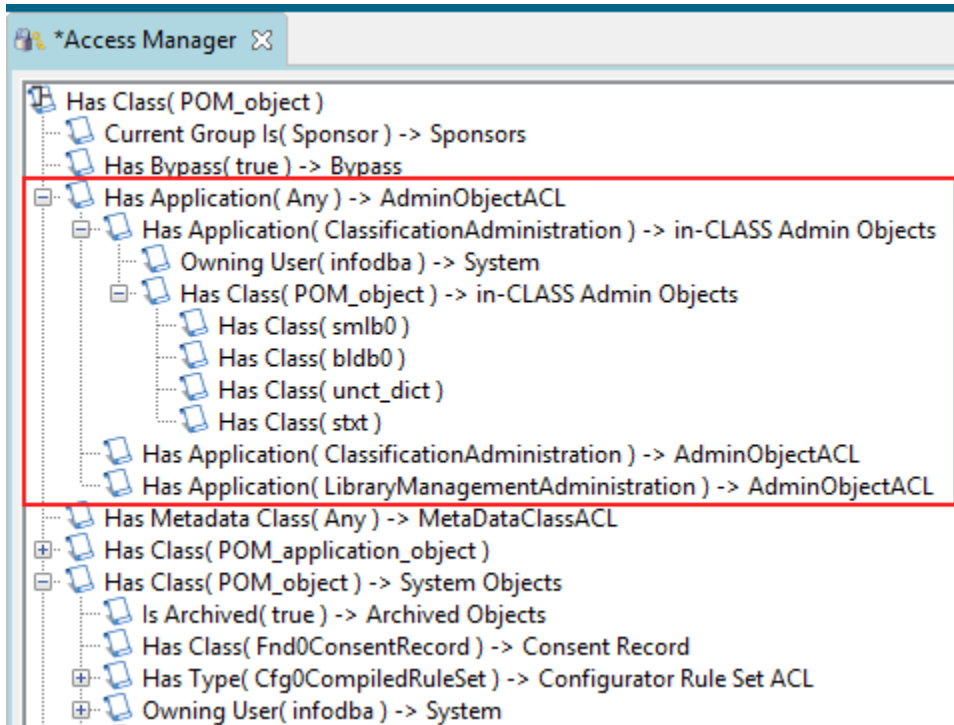 *Access Manager
Has Class( POM_object )
Current Group Is( Sponsor ) -> Sponsors
Has Bypass( true ) -> Bypass
Has Application( Any ) -> AdminObjectACL
Has Application( ClassificationAdministration ) -> in-CLASS Admin Objects
Owning User( infodba ) -> System
Has Class( POM_object ) -> in-CLASS Admin Objects
Has Class( smlb0 )
Has Class( bldb0 )
Has Class( unct_dict )
Has Class( stxt )
Has Application( ClassificationAdministration ) -> AdminObjectACL
Has Application( LibraryManagementAdministration ) -> AdminObjectACL
Has Metadata Class( Any ) -> MetaDataClassACL
Has Class( POM_application_object )
Has Class( POM_object ) -> System Objects
Is Archived( true ) -> Archived Objects
Has Class( Fnd0ConsentRecord ) -> Consent Record
Has Type( Cfg0CompiledRuleSet ) -> Configurator Rule Set ACL
Owning User( infodba ) -> System